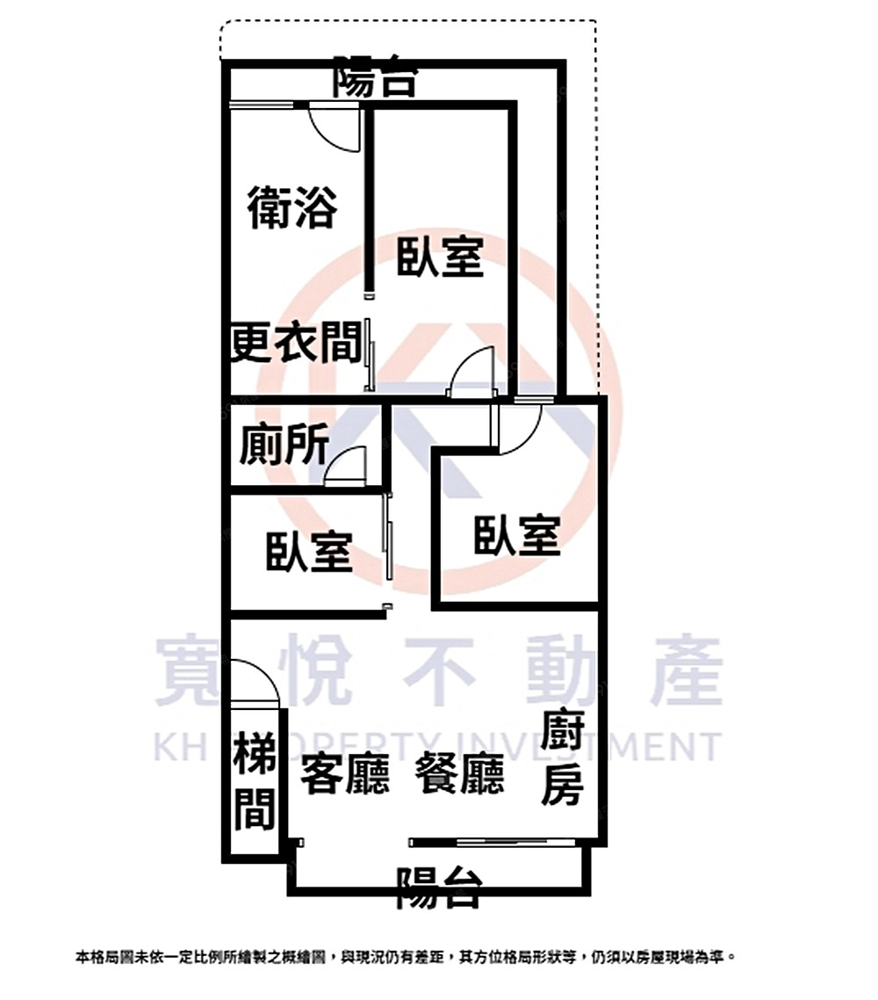 陽台
衛浴
臥室
更衣間
廁所
臥室
臥室
寬悅不動產
KH PROPERTY INVESTMENT
梯間
客廳
餐廳
廚房
陽台
本格局圖未依一定比例所繪製之概繪圖，與現況仍有差距，其方位格局形狀等，仍須以房屋現場為準。